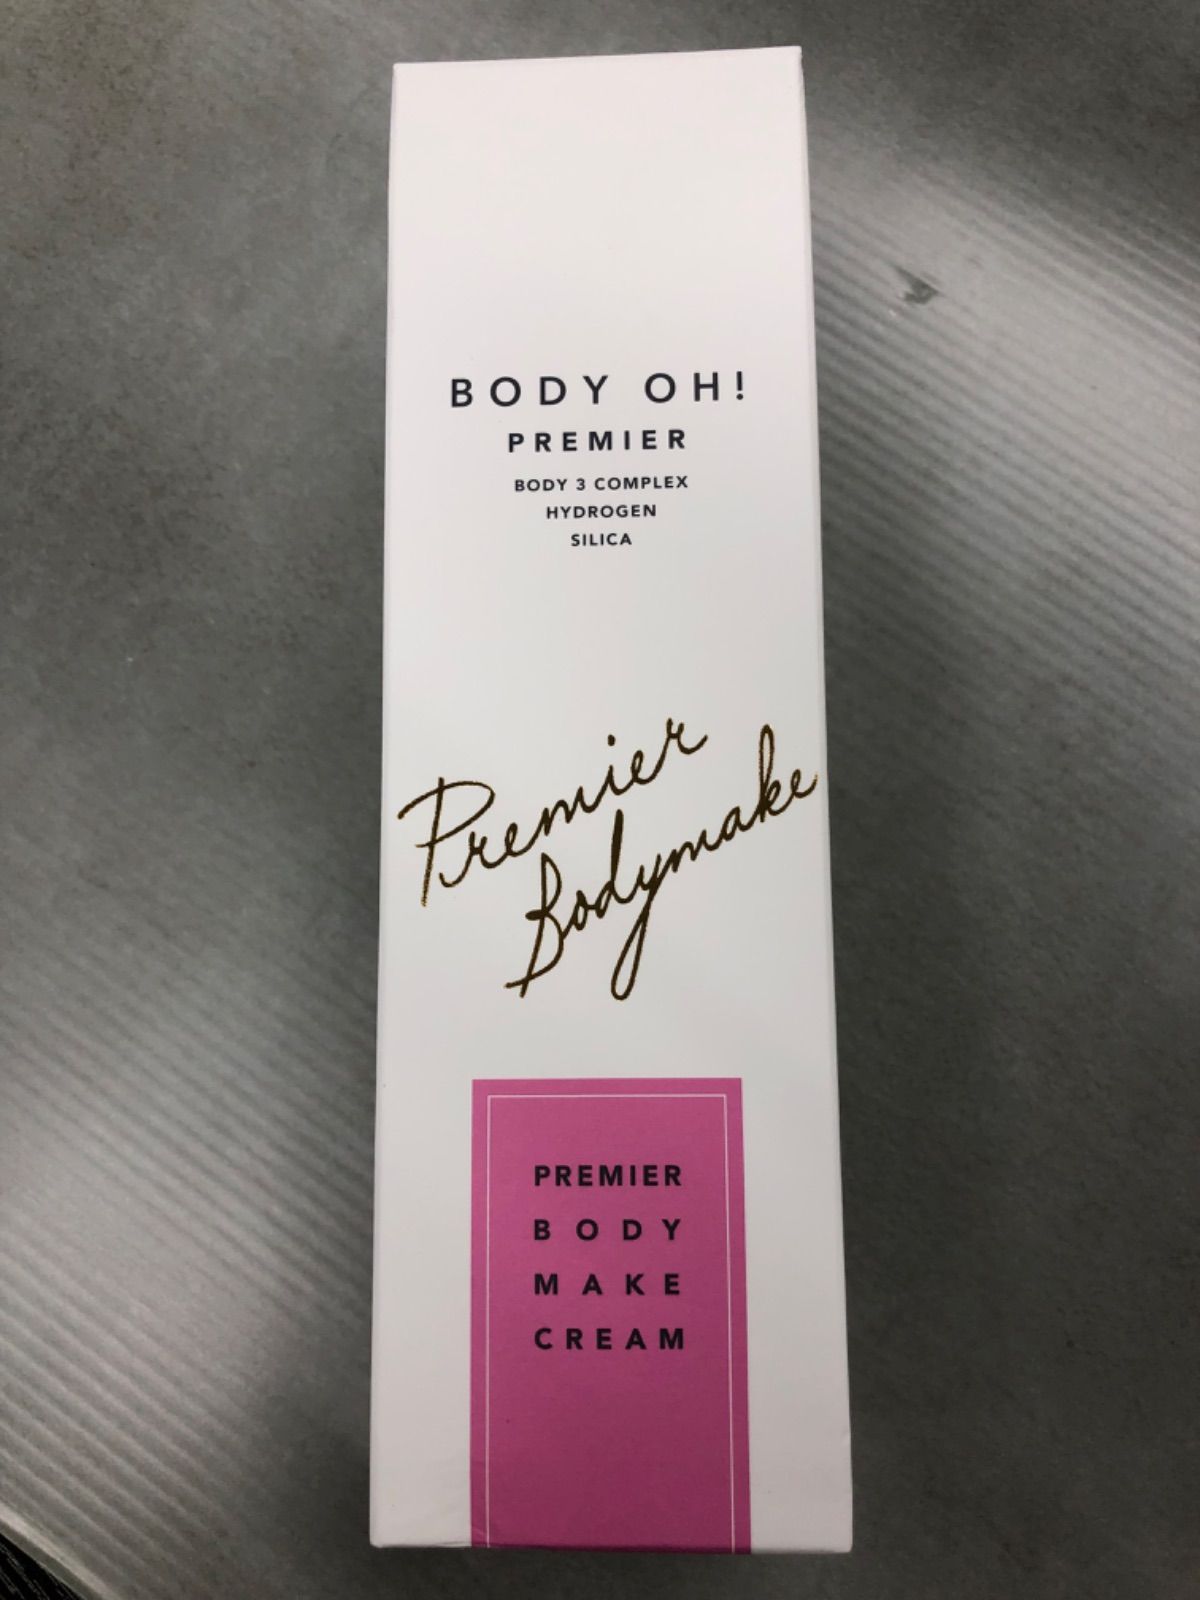 BODY OH!
PREMIER
BODY 3 COMPLEX
HYDROGEN
SILICA
Premier
Bodymake
PREMIER
BODY
MAKE
CREAM